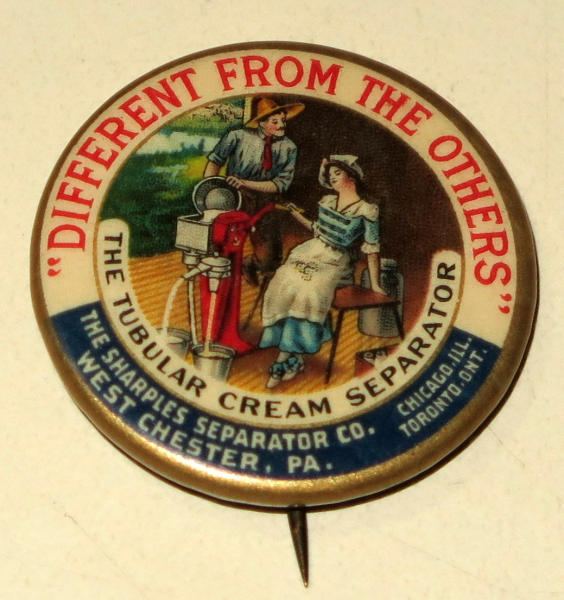 "DIFFERENT FROM THE OTHERS"
THE TUBULAR CREAM SEPARATOR
THE SHARPLES SEPARATOR CO.
WEST CHESTER, PA.
CHICAGO, ILL.
TORONTO. ONT.